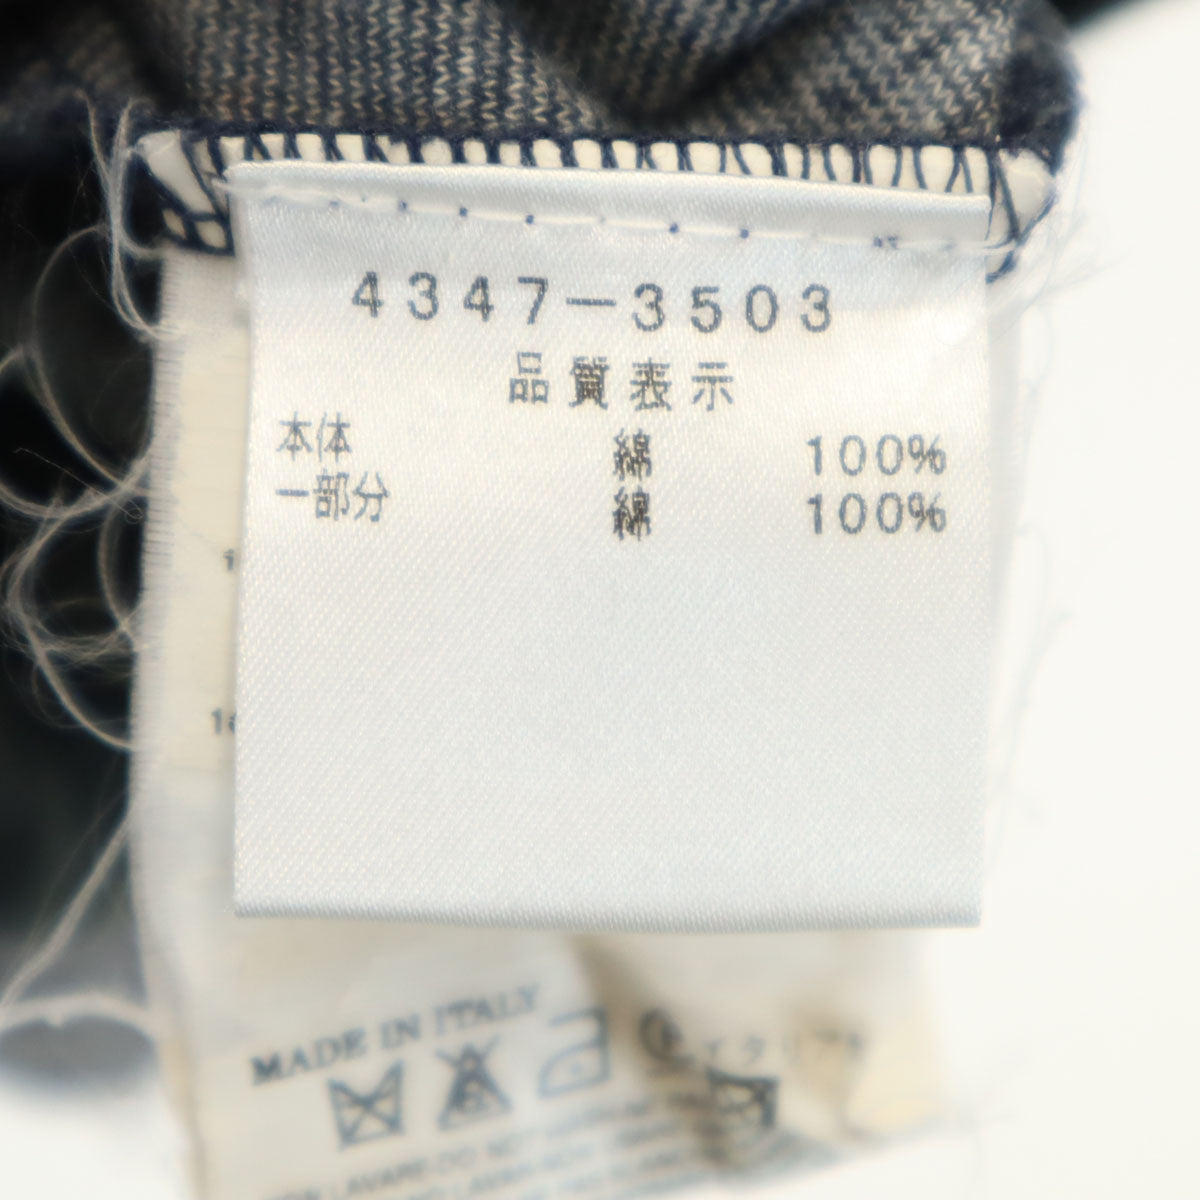 4347-3503
品質表示
本体 綿 100%
一部分 綿 100%
MADE IN ITALY